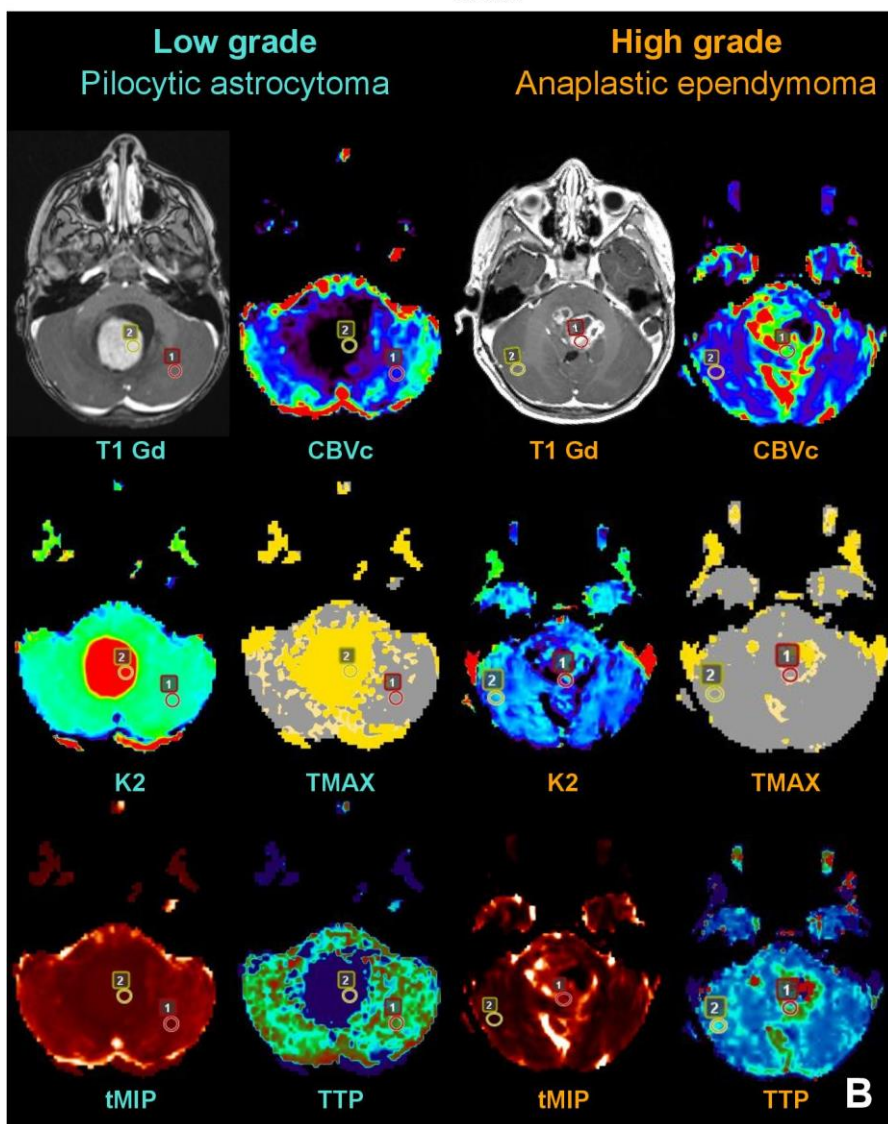 Low grade
Pilocytic astrocytoma
High grade
Anaplastic ependymoma
2
1
2
1
1
2
1
2
T1 Gd
CBVc
T1 Gd
CBVc
2
1
2
1
1
2
1
2
K2
TMAX
K2
TMAX
2
1
2
1
1
2
1
2
tMIP
TTP
tMIP
TTP
B